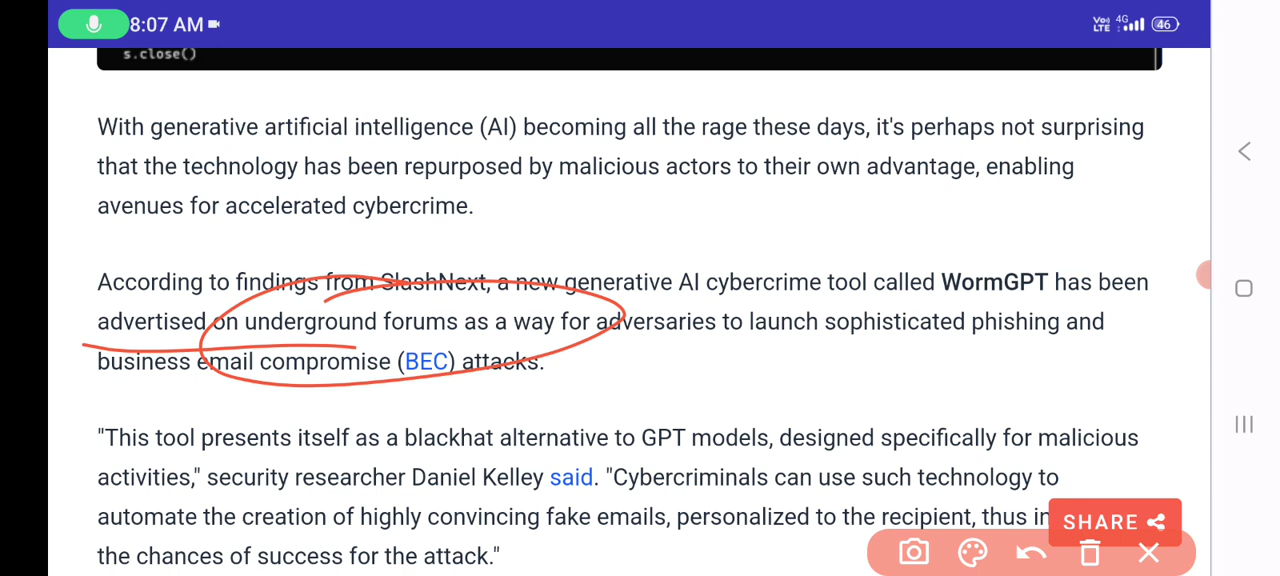 8:07 AM
Vo) LTE 4G 46
s.close()
With generative artificial intelligence (AI) becoming all the rage these days, it's perhaps not surprising
that the technology has been repurposed by malicious actors to their own advantage, enabling
avenues for accelerated cybercrime.
According to findings from SlashNext, a new generative AI cybercrime tool called WormGPT has been
advertised on underground forums as a way for adversaries to launch sophisticated phishing and
business email compromise (BEC) attacks.
"This tool presents itself as a blackhat alternative to GPT models, designed specifically for malicious
activities," security researcher Daniel Kelley said. "Cybercriminals can use such technology to
automate the creation of highly convincing fake emails, personalized to the recipient, thus
SHARE
the chances of success for the attack."